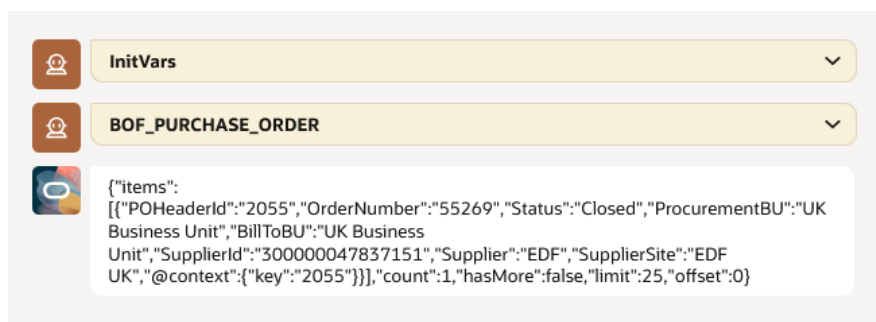 InitVars
BOF_PURCHASE_ORDER
{"items":
[{"POHeaderId":"2055","OrderNumber":"55269","Status":"Closed","ProcurementBU":"UK
Business Unit","BillToBU":"UK Business
Unit","SupplierId":"300000047837151","Supplier":"EDF","SupplierSite":"EDF
UK","@context":{"key":"2055"}}],"count":1,"hasMore":false,"limit":25,"offset":0}